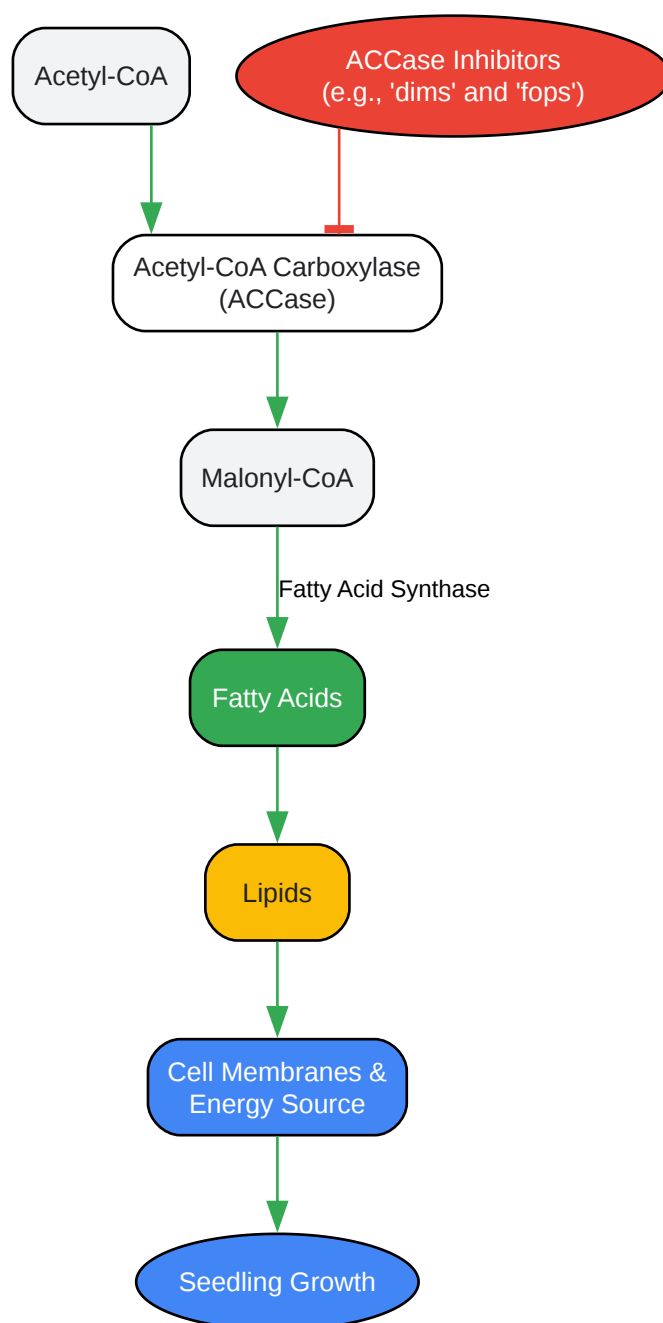 Acetyl-CoA
ACCase Inhibitors
(e.g., 'dims' and 'fops')
Acetyl-CoA Carboxylase
(ACCase)
Malonyl-CoA
Fatty Acid Synthase
Fatty Acids
Lipids
Cell Membranes &
Energy Source
Seedling Growth